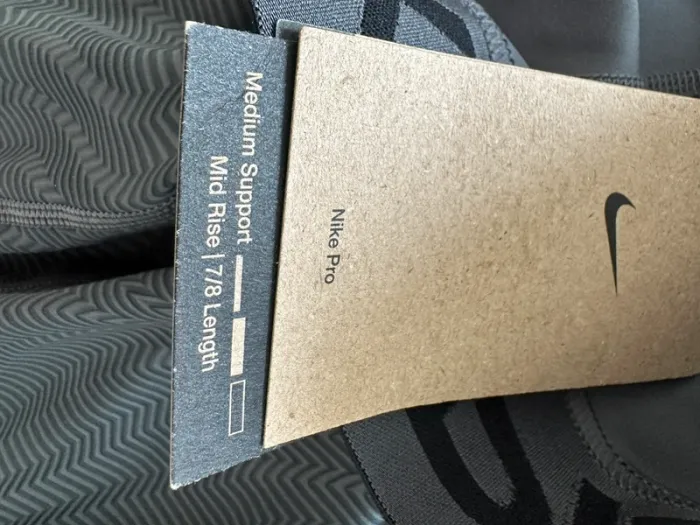 Nike Pro
Medium Support
Mid Rise | 7/8 Length